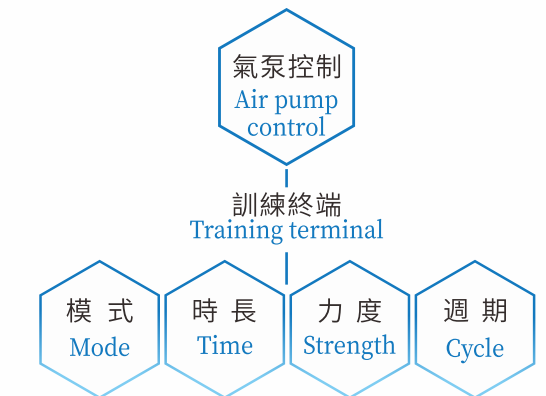 氣泵控制
Air pump
control
訓練終端
Training terminal
模 式
Mode
時 長
Time
力 度
Strength
週 期
Cycle